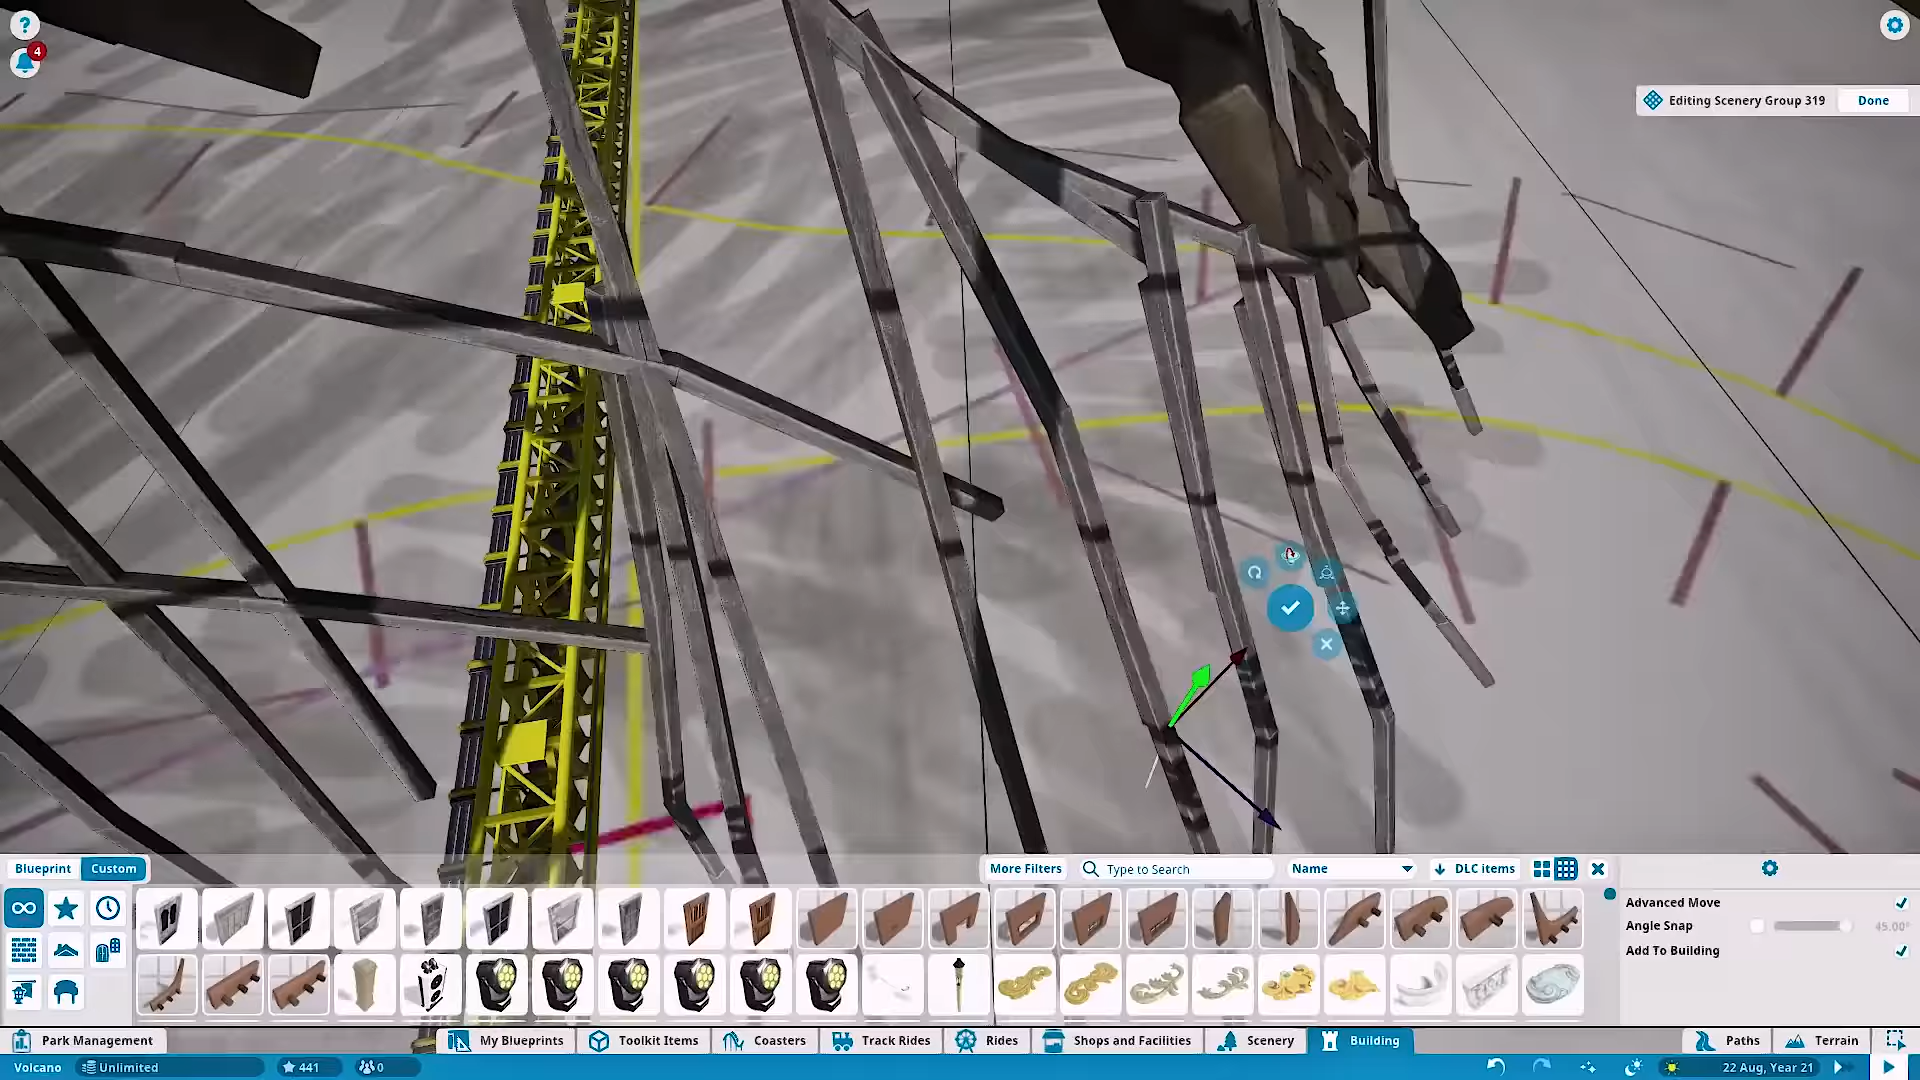 ?
4
Editing Scenery Group 319
Done
Blueprint
Custom
More Filters
Type to Search
Name
DLC items
Advanced Move
Angle Snap
45.00°
Add To Building
Park Management
My Blueprints
Toolkit Items
Coasters
Track Rides
Rides
Shops and Facilities
Scenery
Building
Paths
Terrain
Volcano
Unlimited
441
0
22 Aug, Year 21